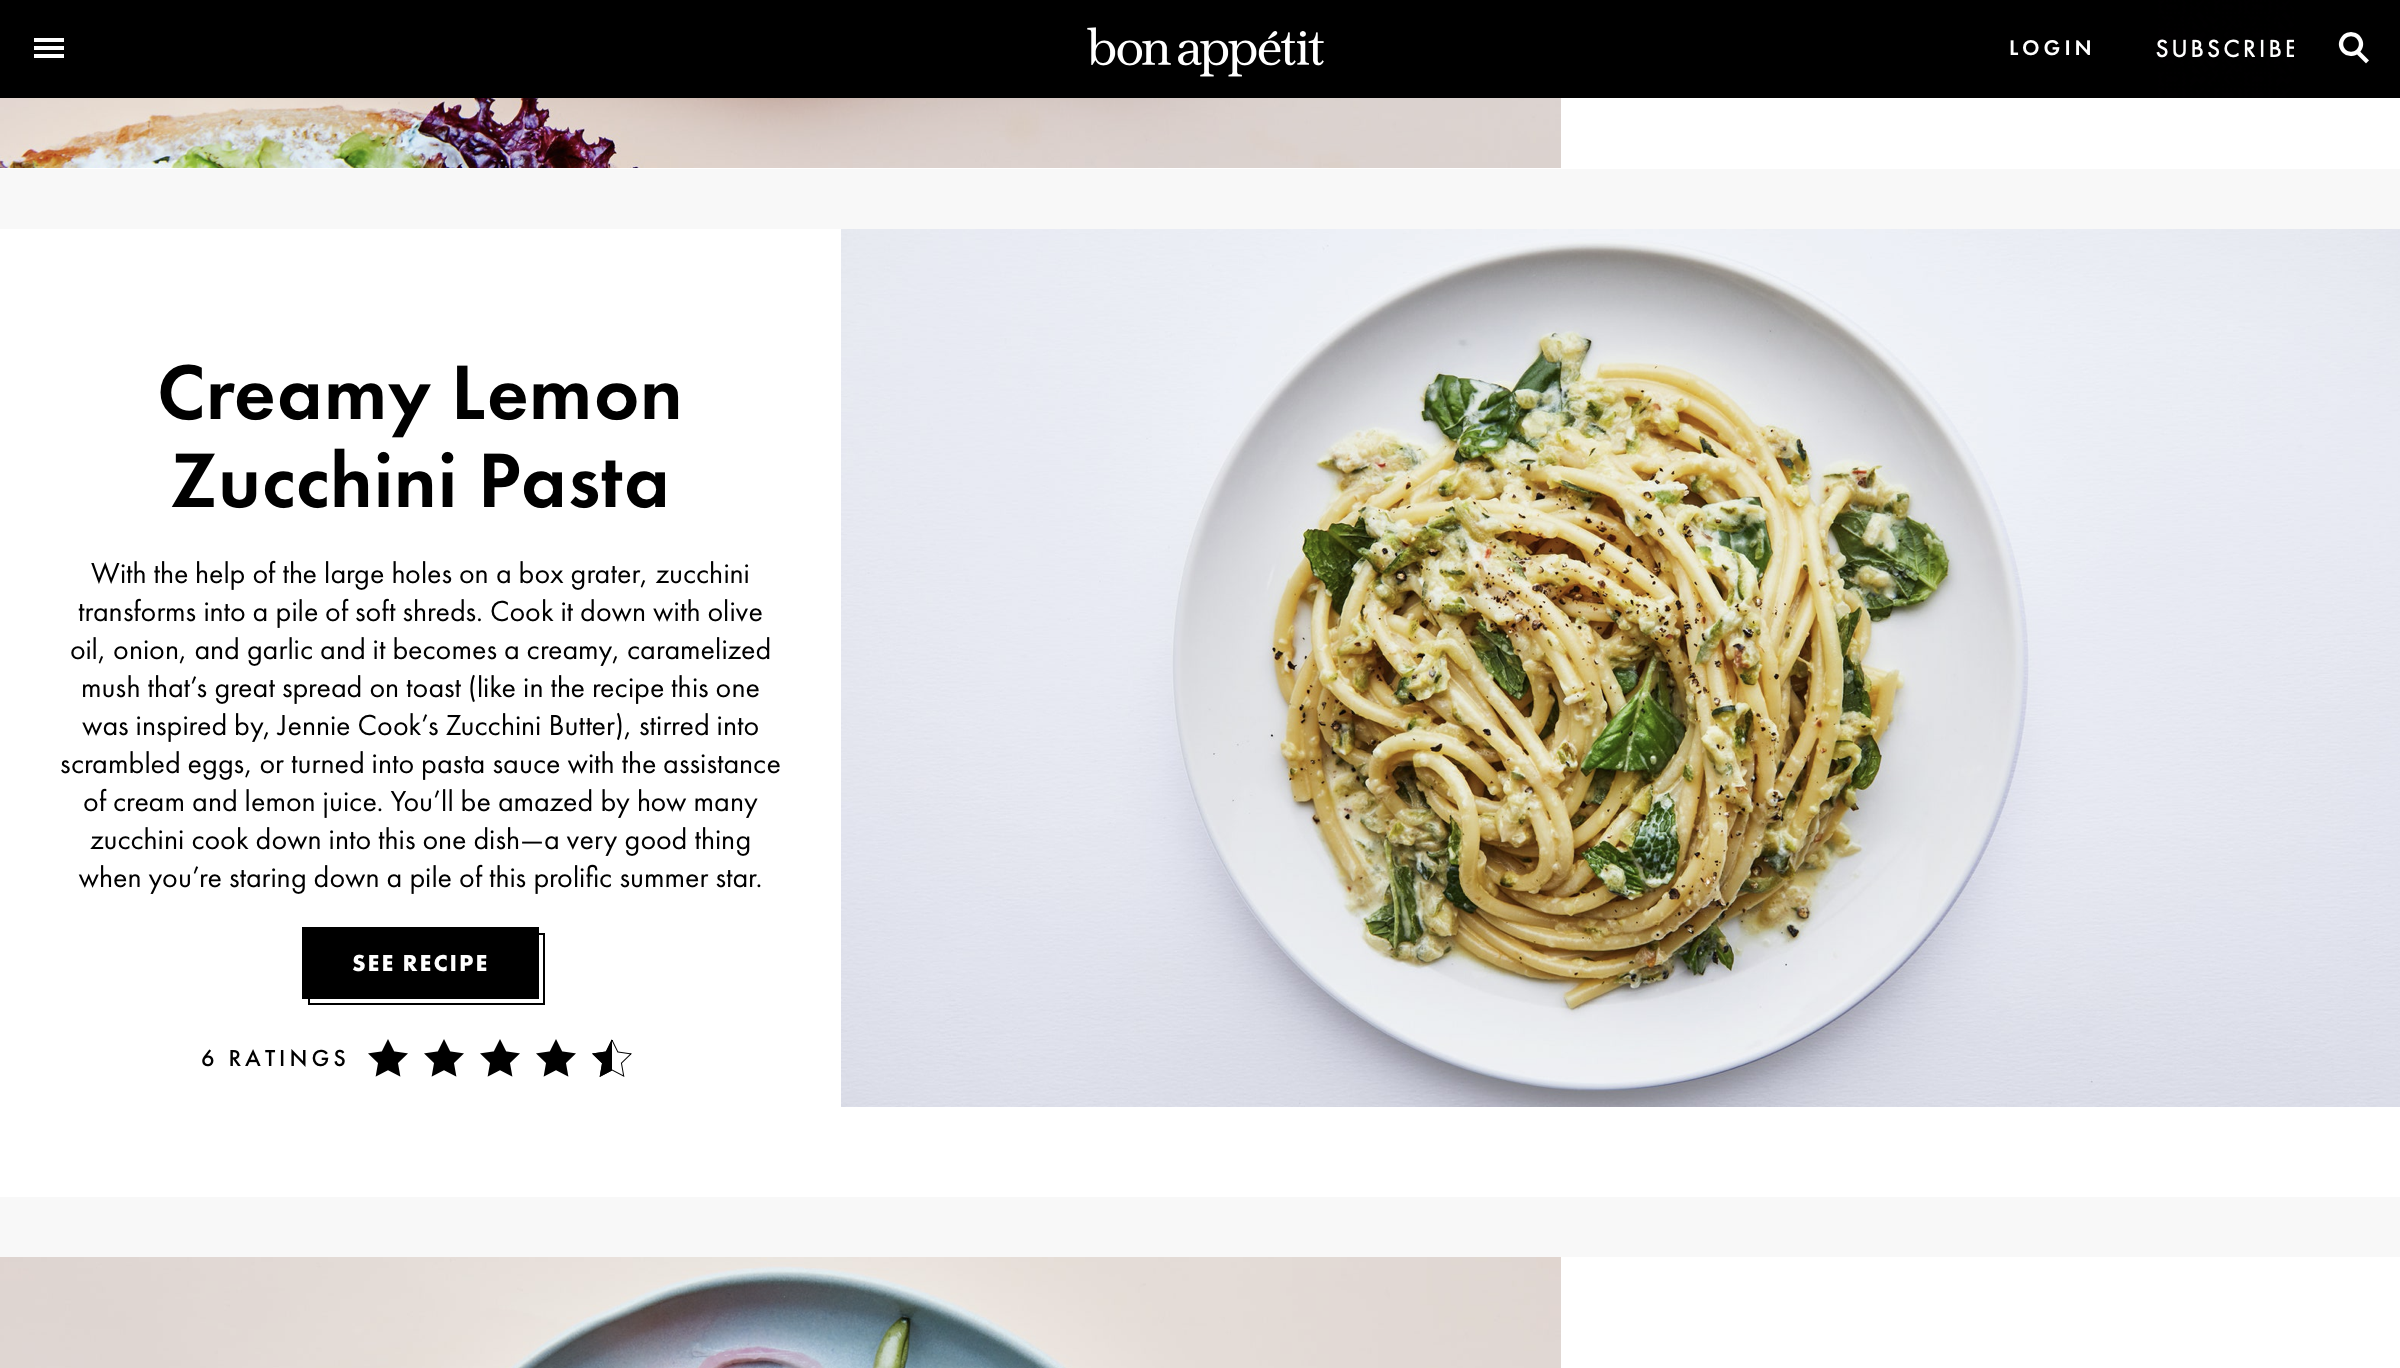 bon appétit
LOGIN
SUBSCRIBE
Creamy Lemon
Zucchini Pasta
With the help of the large holes on a box grater, zucchini
transforms into a pile of soft shreds. Cook it down with olive
oil, onion, and garlic and it becomes a creamy, caramelized
mush that’s great spread on toast (like in the recipe this one
was inspired by, Jennie Cook’s Zucchini Butter), stirred into
scrambled eggs, or turned into pasta sauce with the assistance
of cream and lemon juice. You’ll be amazed by how many
zucchini cook down into this one dish—a very good thing
when you’re staring down a pile of this prolific summer star.
SEE RECIPE
6 RATINGS